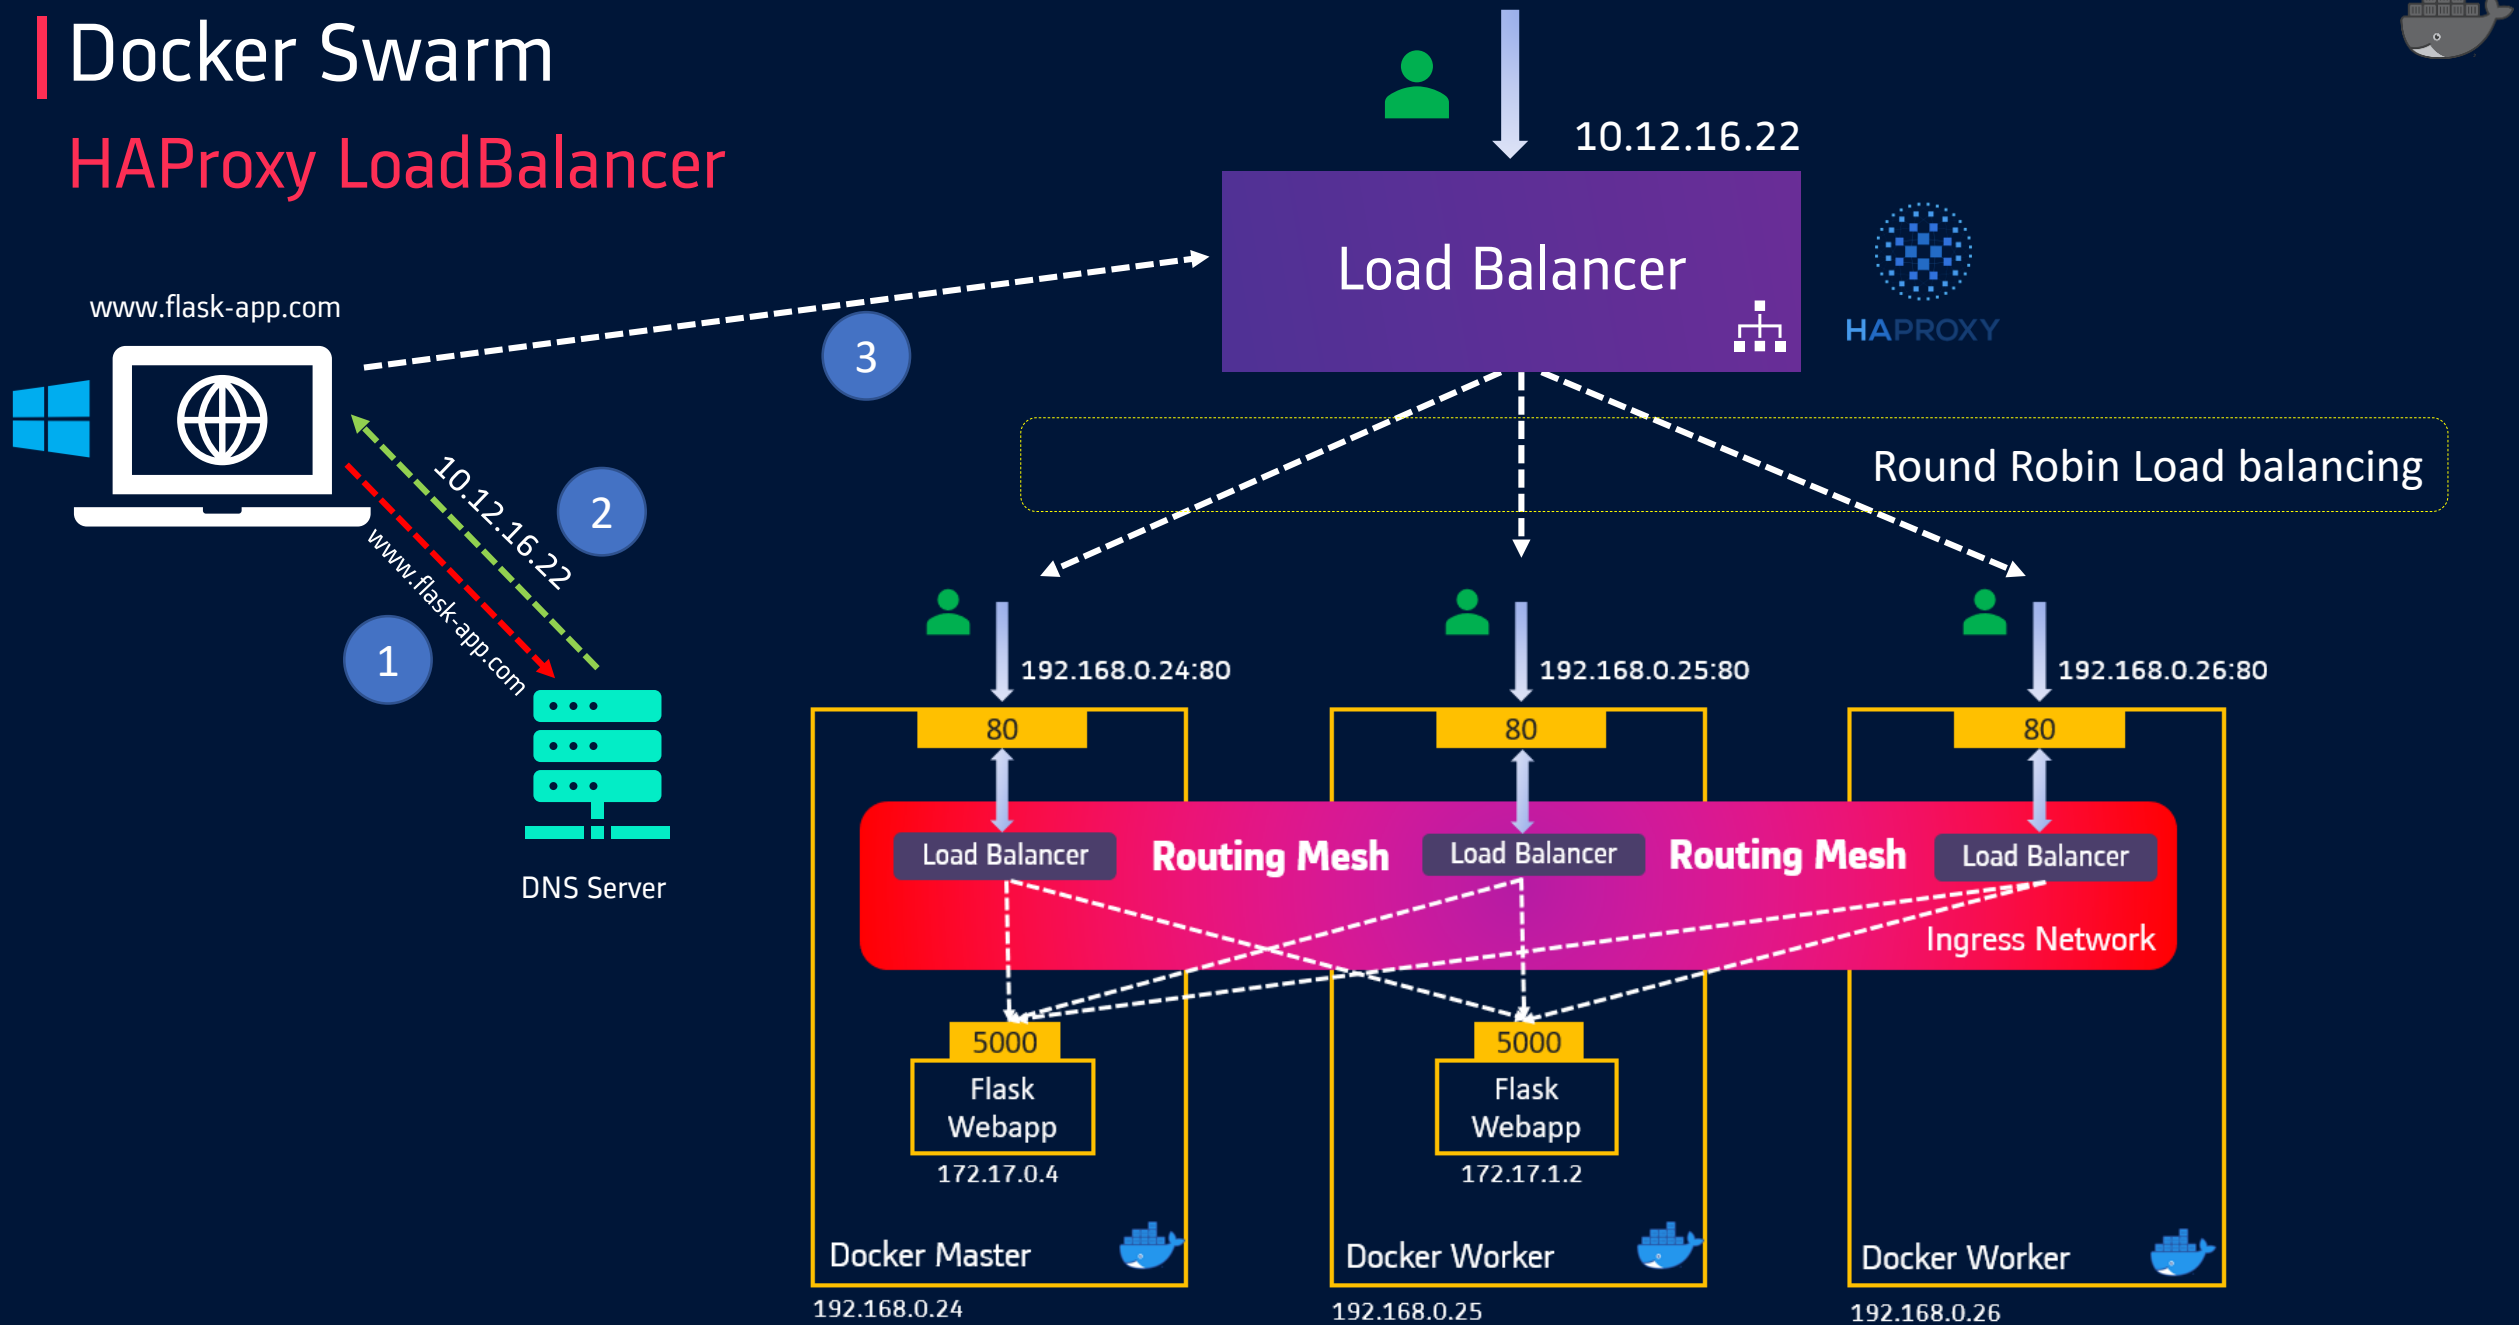 Docker Swarm
HAProxy LoadBalancer
10.12.16.22
Load Balancer
HAPROXY
www.flask-app.com
3
Round Robin Load balancing
10.12.16.22
2
www.flask-app.com
1
DNS Server
192.168.0.24:80
192.168.0.25:80
192.168.0.26:80
80
80
80
Load Balancer
Routing Mesh
Load Balancer
Routing Mesh
Load Balancer
Ingress Network
5000
Flask
Webapp
172.17.0.4
5000
Flask
Webapp
172.17.1.2
Docker Master
Docker Worker
Docker Worker
192.168.0.24
192.168.0.25
192.168.0.26